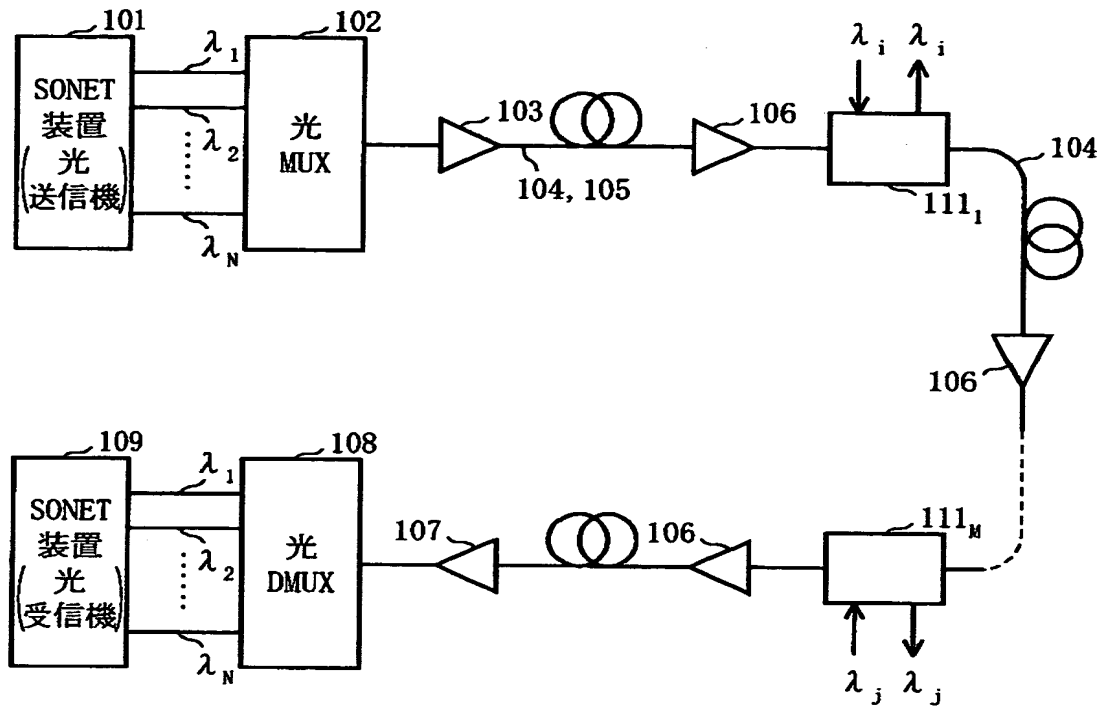 101
102
SONET
装置
(光
送信機)
λ1
λ2
λN
光
MUX
103
104, 105
106
λi
λi
111₁
104
106
109
108
SONET
装置
(光
受信機)
λ1
λ2
λN
光
DMUX
107
106
111M
λj
λj